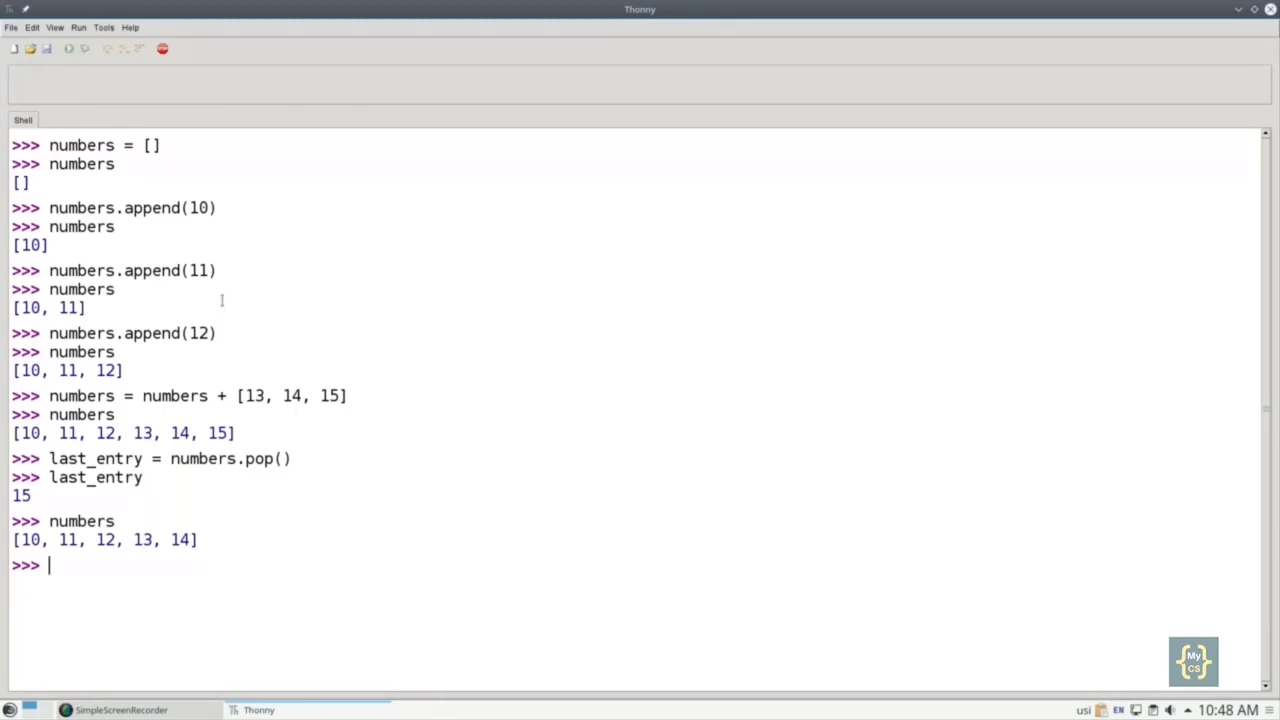 Thonny
File Edit View Run Tools Help
Shell
>>> numbers = []
>>> numbers
[]
>>> numbers.append(10)
>>> numbers
[10]
>>> numbers.append(11)
>>> numbers
[10, 11]
>>> numbers.append(12)
>>> numbers
[10, 11, 12]
>>> numbers = numbers + [13, 14, 15]
>>> numbers
[10, 11, 12, 13, 14, 15]
>>> last_entry = numbers.pop()
>>> last_entry
15
>>> numbers
[10, 11, 12, 13, 14]
>>>
{My CS}
SimpleScreenRecorder Thonny usi EN 10:48 AM